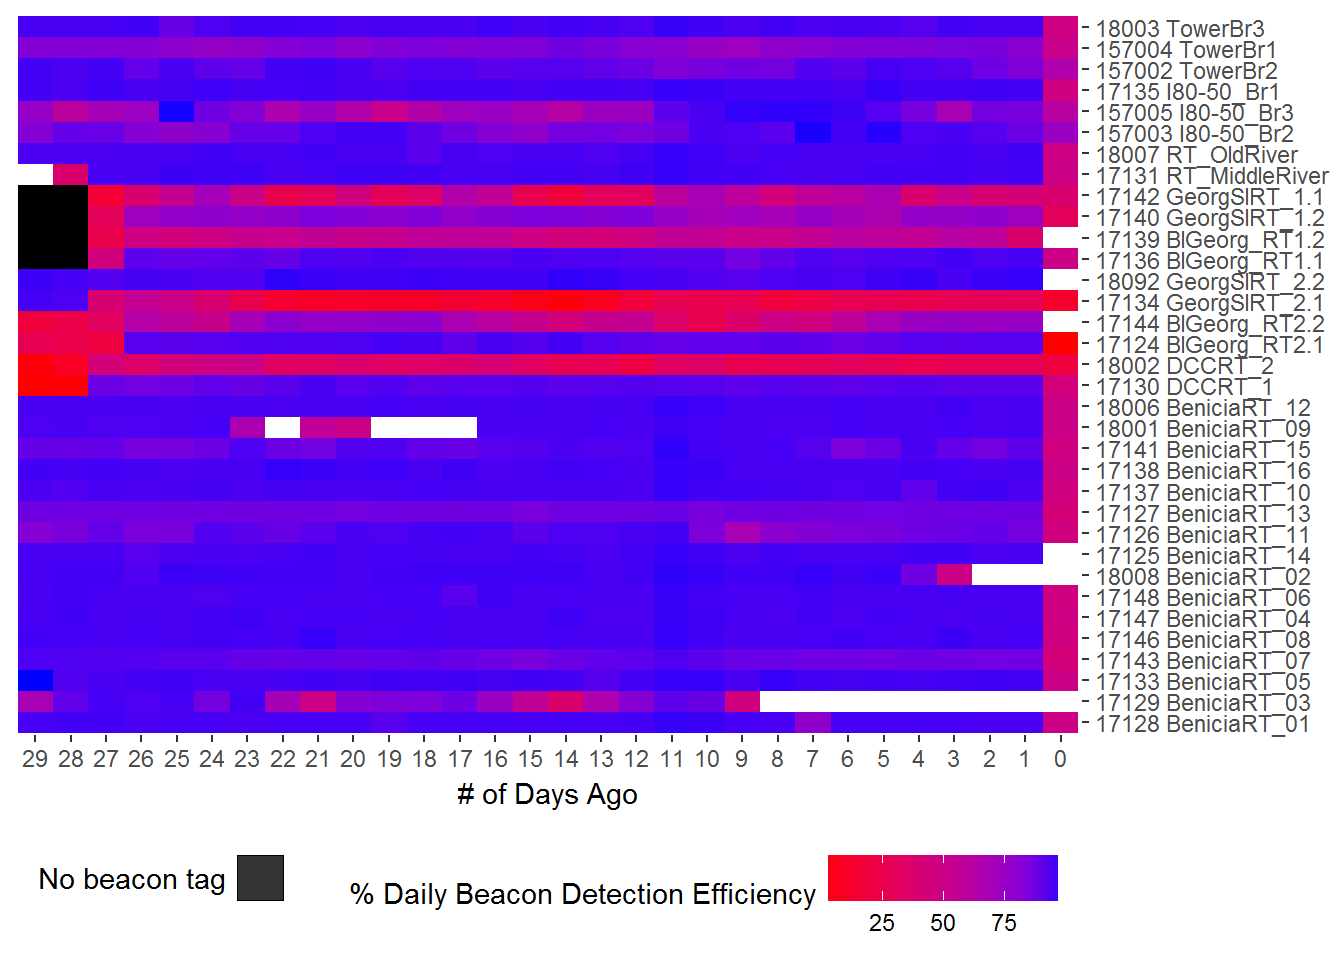 18003 TowerBr3
157004 TowerBr1
157002 TowerBr2
17135 I80-50_Br1
157005 I80-50_Br3
157003 I80-50_Br2
18007 RT_OldRiver
17131 RT_MiddleRiver
17142 GeorgSlRT_1.1
17140 GeorgSlRT_1.2
17139 BlGeorg_RT1.2
17136 BlGeorg_RT1.1
18092 GeorgSlRT_2.2
17134 GeorgSlRT_2.1
17144 BlGeorg_RT2.2
17124 BlGeorg_RT2.1
18002 DCCRT_2
17130 DCCRT_1
18006 BeniciaRT_12
18001 BeniciaRT_09
17141 BeniciaRT_15
17138 BeniciaRT_16
17137 BeniciaRT_10
17127 BeniciaRT_13
17126 BeniciaRT_11
17125 BeniciaRT_14
18008 BeniciaRT_02
17148 BeniciaRT_06
17147 BeniciaRT_04
17146 BeniciaRT_08
17143 BeniciaRT_07
17133 BeniciaRT_05
17129 BeniciaRT_03
17128 BeniciaRT_01
29 28 27 26 25 24 23 22 21 20 19 18 17 16 15 14 13 12 11 10 9 8 7 6 5 4 3 2 1 0
# of Days Ago
No beacon tag
% Daily Beacon Detection Efficiency
25 50 75